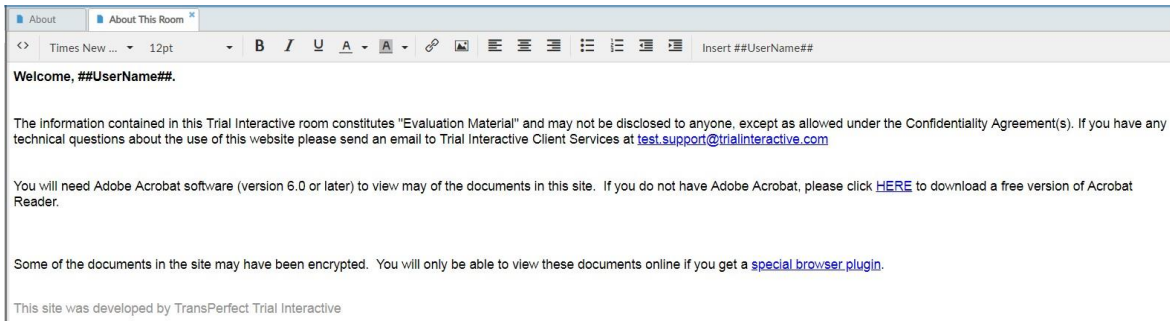 About
About This Room
Times New ... 12pt B I U A A Insert ##UserName##
Welcome, ##UserName##.
The information contained in this Trial Interactive room constitutes "Evaluation Material" and may not be disclosed to anyone, except as allowed under the Confidentiality Agreement(s). If you have any
technical questions about the use of this website please send an email to Trial Interactive Client Services at test.support@trialinteractive.com
You will need Adobe Acrobat software (version 6.0 or later) to view may of the documents in this site. If you do not have Adobe Acrobat, please click HERE to download a free version of Acrobat
Reader.
Some of the documents in the site may have been encrypted. You will only be able to view these documents online if you get a special browser plugin.
This site was developed by TransPerfect Trial Interactive